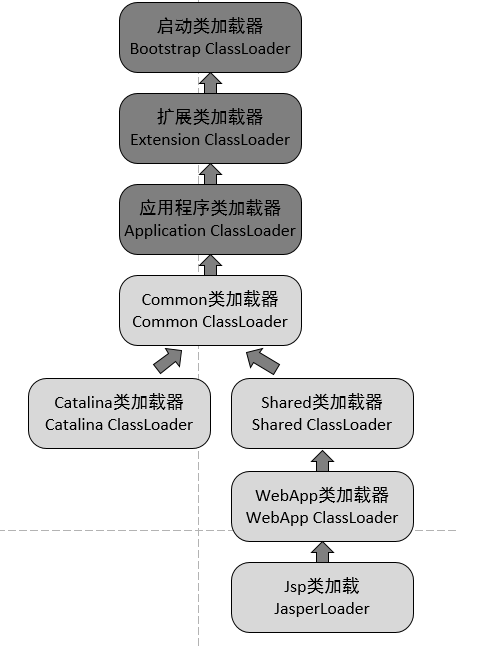 启动类加载器
Bootstrap ClassLoader
扩展类加载器
Extension ClassLoader
应用程序类加载器
Application ClassLoader
Common类加载器
Common ClassLoader
Catalina类加载器
Catalina ClassLoader
Shared类加载器
Shared ClassLoader
WebApp类加载器
WebApp ClassLoader
Jsp类加载
JasperLoader